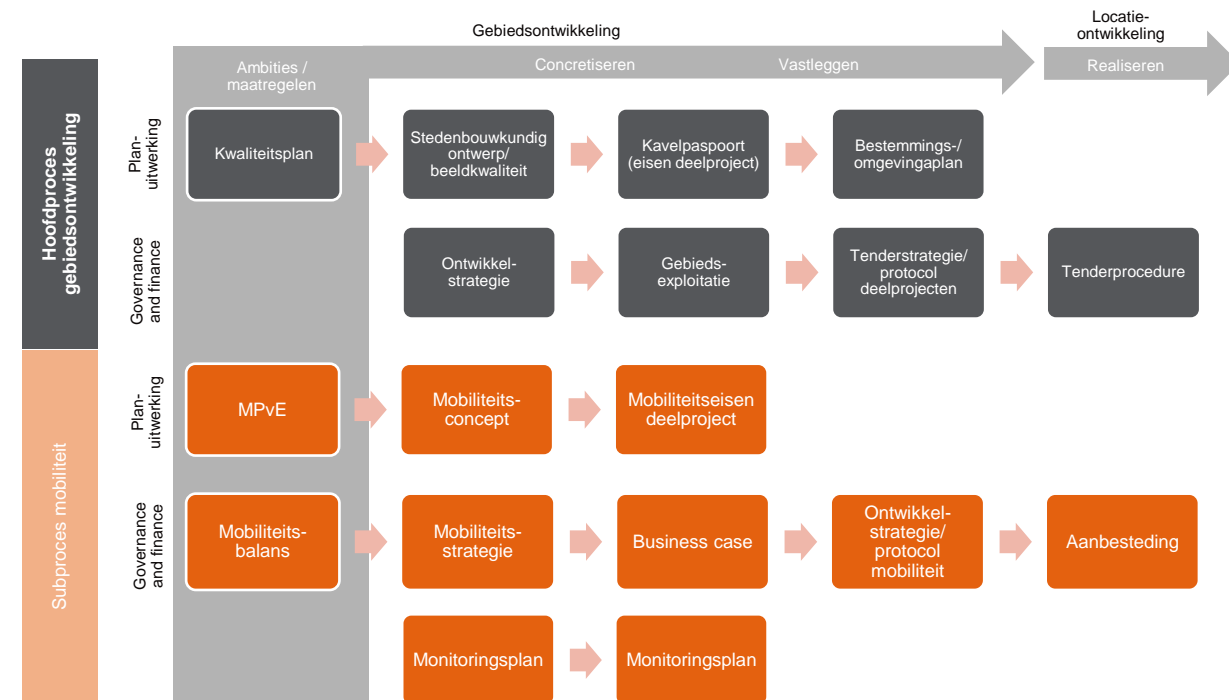 Gebiedsontwikkeling
Locatie-
ontwikkeling
Ambities /
maatregelen
Concretiseren
Vastleggen
Realiseren
Hoofdproces
gebiedsontwikkeling
Plan-
uitwerking
Kwaliteitsplan
Stedenbouwkundig
ontwerp/
beeldkwaliteit
Kavelpaspoort
(eisen deelproject)
Bestemmings-/
omgevingaplan
Governance
and finance
Ontwikkel-
strategie
Gebieds-
exploitatie
Tenderstrategie/
protocol
deelprojecten
Tenderprocedure
Subproces mobiliteit
Plan-
uitwerking
MPvE
Mobiliteits-
concept
Mobiliteitseisen
deelproject
Governance
and finance
Mobiliteits-
balans
Mobiliteits-
strategie
Business case
Ontwikkel-
strategie/
protocol
mobiliteit
Aanbesteding
Monitoringsplan
Monitoringsplan